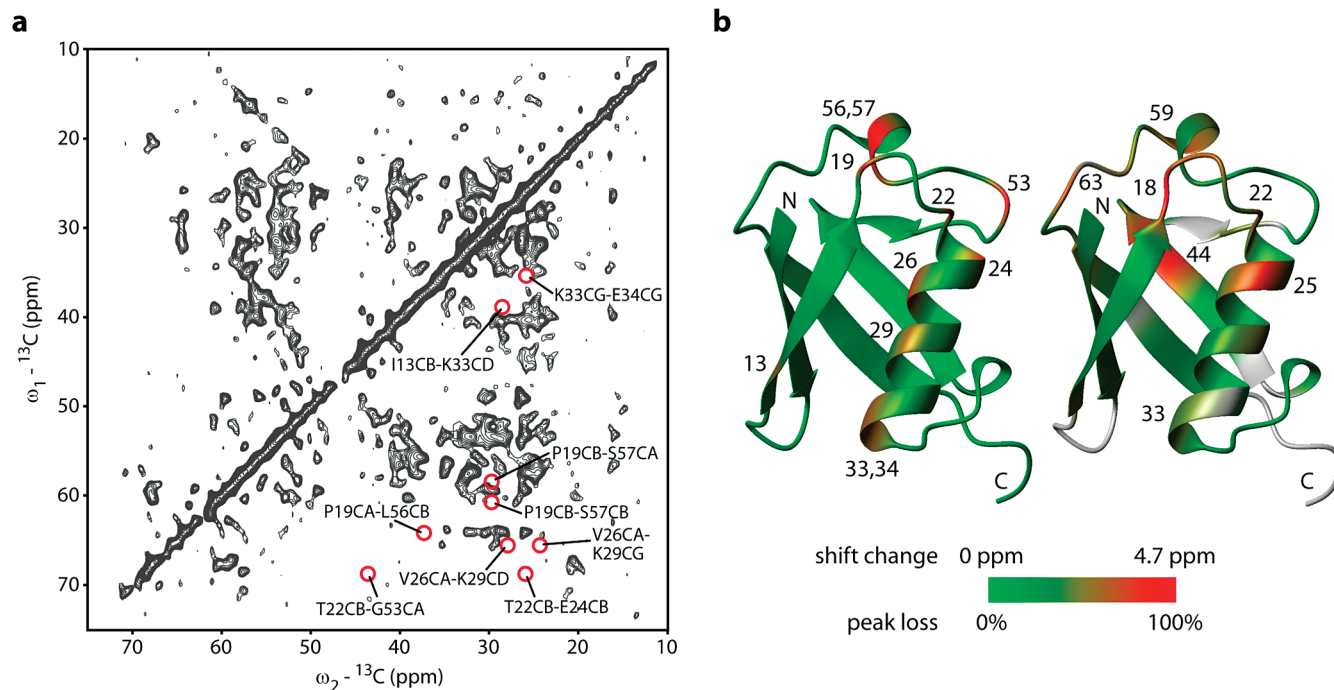 a
10
20
30
40
50
60
70
ω1 - 13C (ppm)
K33CG-E34CG
I13CB-K33CD
P19CB-S57CA
P19CA-L56CB
P19CB-S57CB
V26CA-
K29CG
V26CA-K29CD
T22CB-G53CA
T22CB-E24CB
70
60
50
40
30
20
10
ω2 - 13C (ppm)
b
56,57
19
53
22
N
26
24
29
13
33,34
C
59
63
18
22
N
44
25
33
C
shift change 0 ppm 4.7 ppm
peak loss 0% 100%